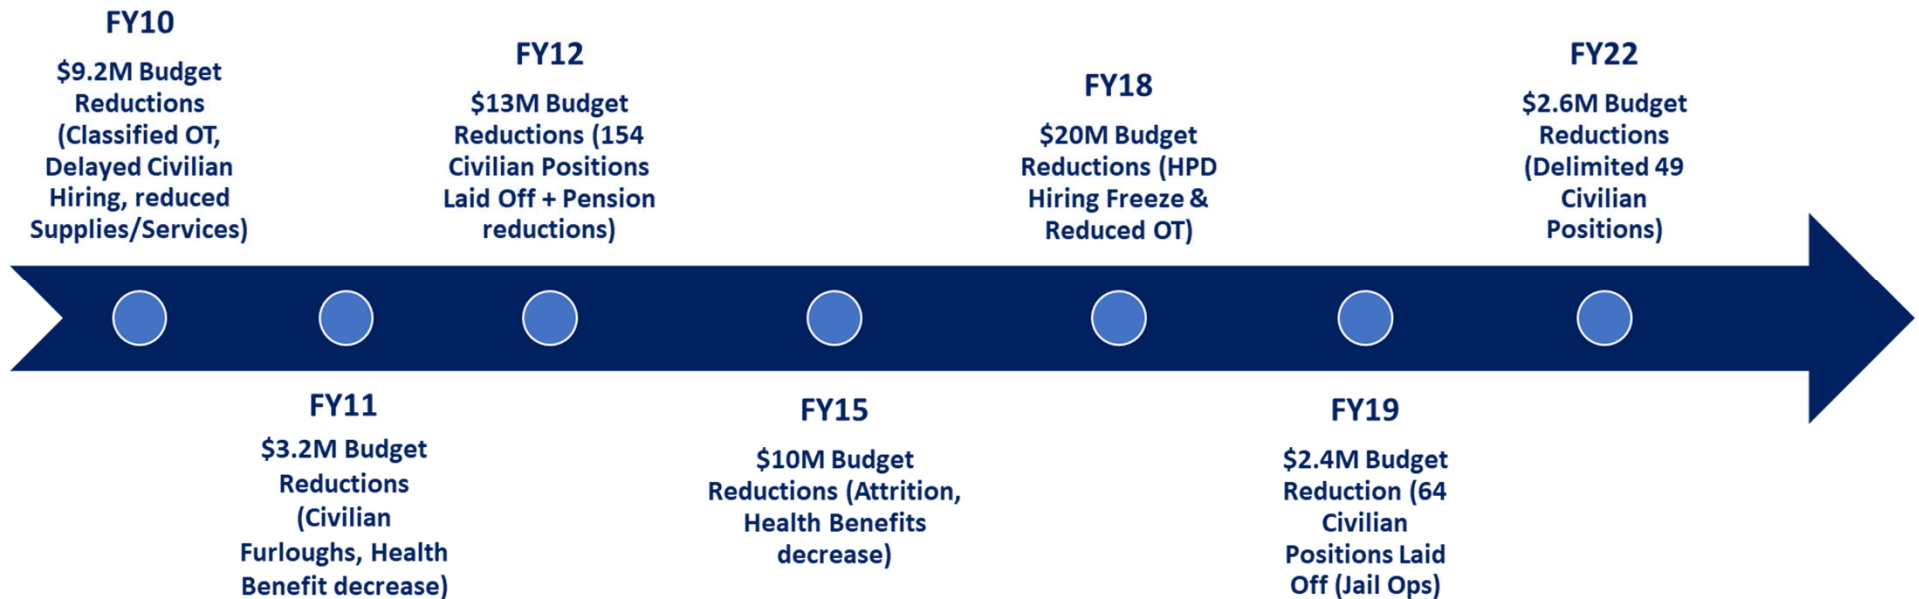 FY10
$9.2M Budget
Reductions
(Classified OT,
Delayed Civilian
Hiring, reduced
Supplies/Services)
FY12
$13M Budget
Reductions (154
Civilian Positions
Laid Off + Pension
reductions)
FY18
$20M Budget
Reductions (HPD
Hiring Freeze &
Reduced OT)
FY22
$2.6M Budget
Reductions
(Delimited 49
Civilian
Positions)
FY11
$3.2M Budget
Reductions
(Civilian
Furloughs, Health
Benefit decrease)
FY15
$10M Budget
Reductions (Attrition,
Health Benefits
decrease)
FY19
$2.4M Budget
Reduction (64
Civilian
Positions Laid
Off (Jail Ops)